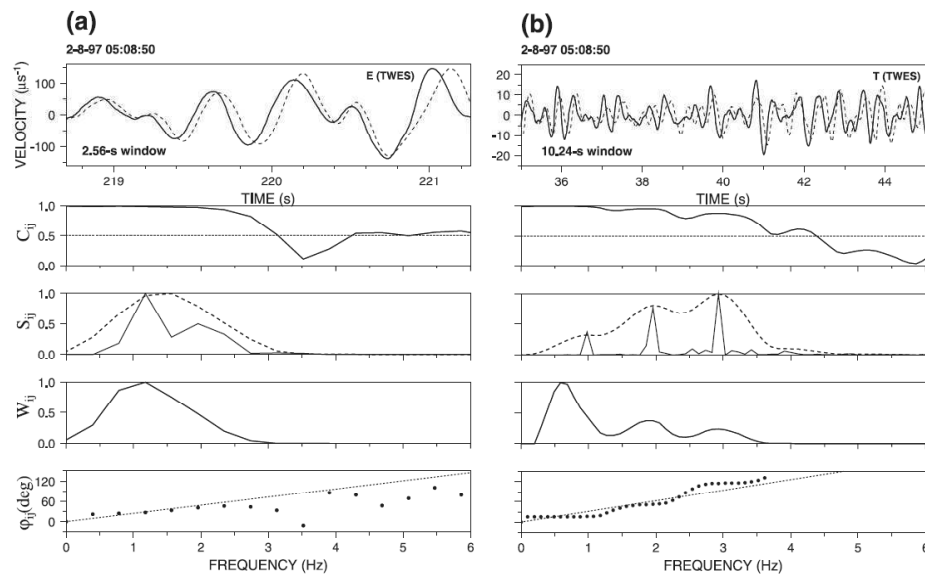 (a)
2-8-97 05:08:50
E (TWES)
VELOCITY (μs⁻¹)
100
0
-100
2.56-s window
219
220
221
TIME (s)
Cij
1.0
0.5
0.0
Sij
1.0
0.5
0.0
Wij
1.0
0.5
0.0
φij(deg)
120
60
0
0
1
2
3
4
5
6
FREQUENCY (Hz)
(b)
2-8-97 05:08:50
T (TWES)
20
10
0
-10
-20
10.24-s window
36
38
40
42
44
TIME (s)
0
1
2
3
4
5
6
FREQUENCY (Hz)